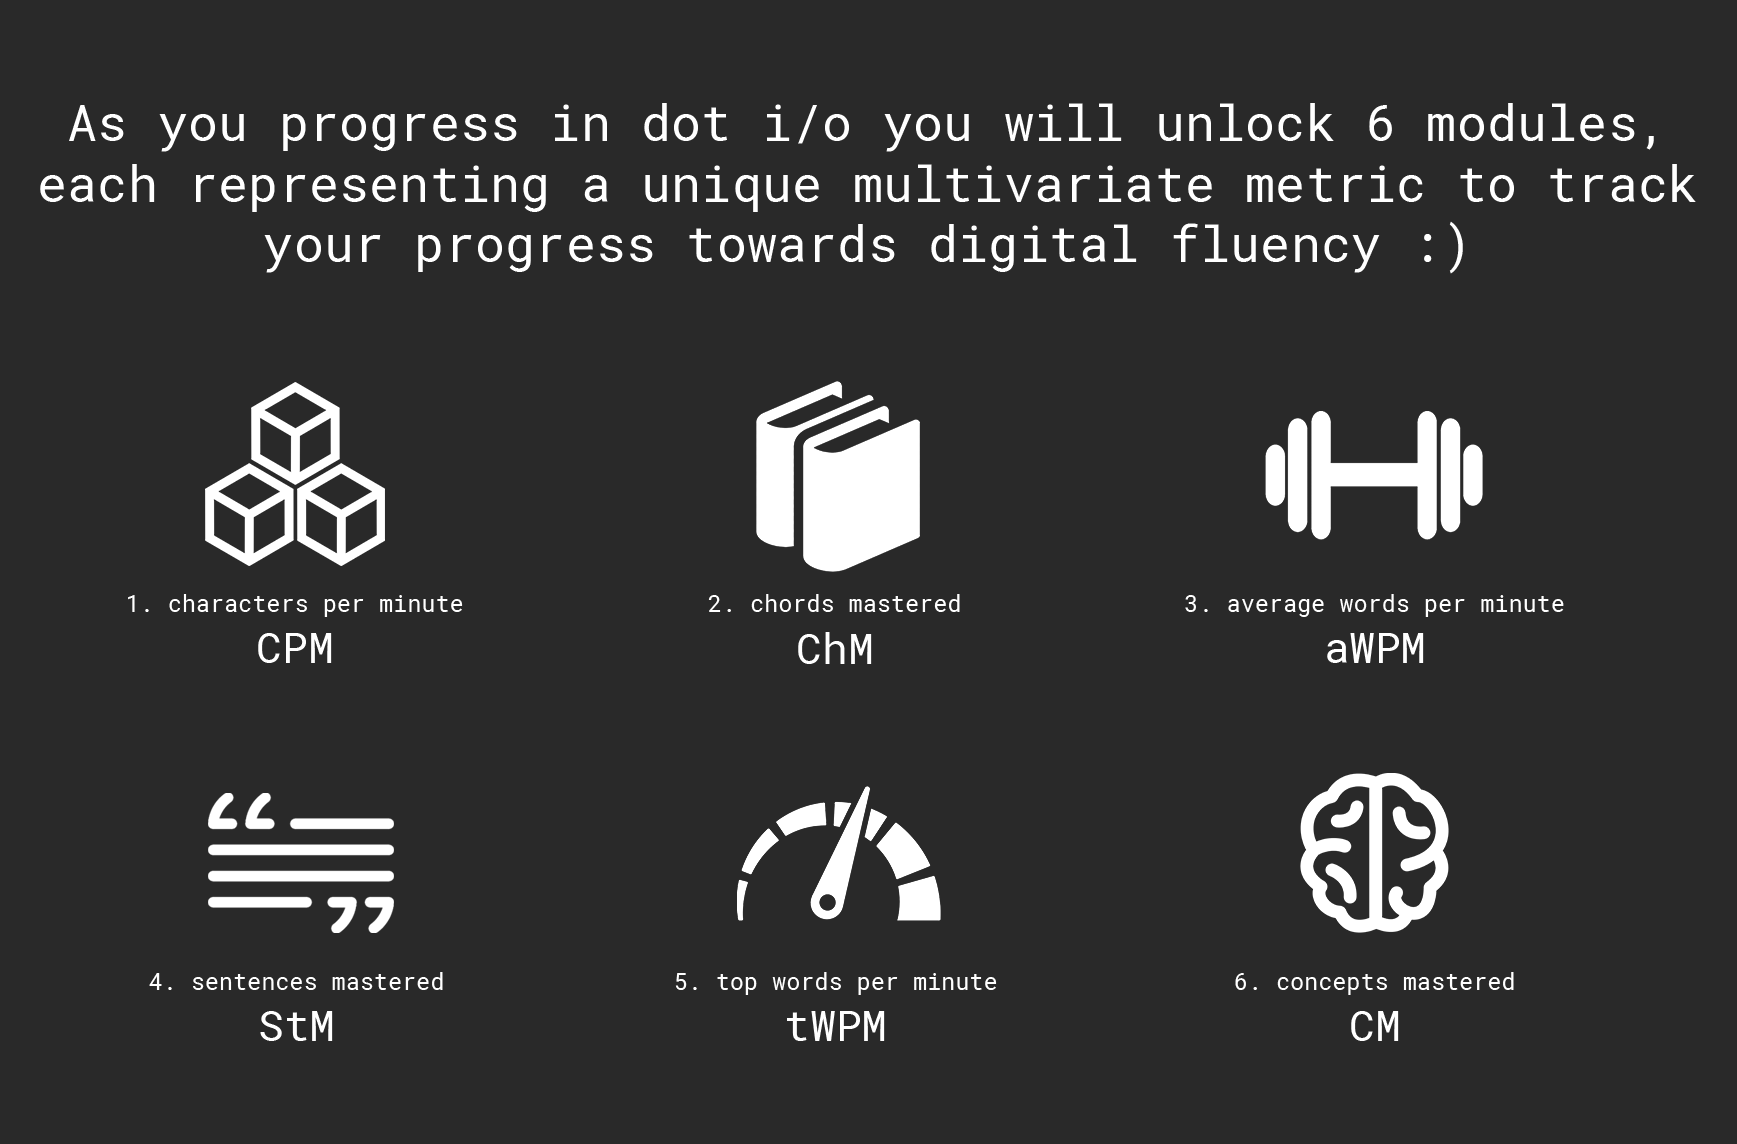 As you progress in dot i/o you will unlock 6 modules,
each representing a unique multivariate metric to track
your progress towards digital fluency :)
1. characters per minute
CPM
2. chords mastered
ChM
3. average words per minute
aWPM
4. sentences mastered
StM
5. top words per minute
tWPM
6. concepts mastered
CM